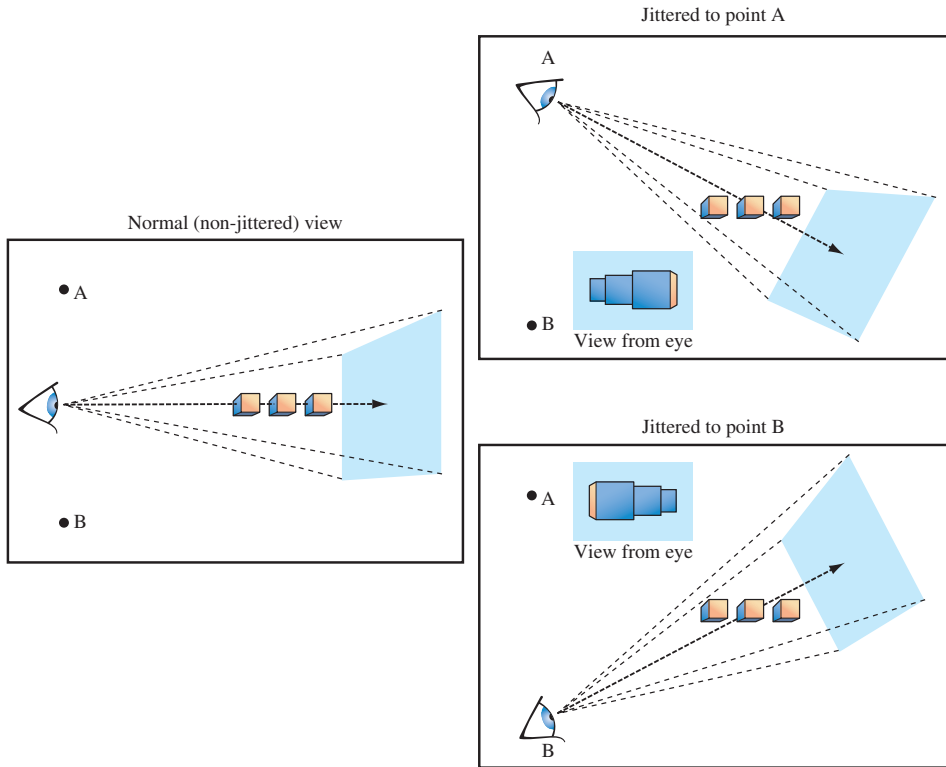 Normal (non-jittered) view
A
B
Jittered to point A
A
B
View from eye
Jittered to point B
A
View from eye
B